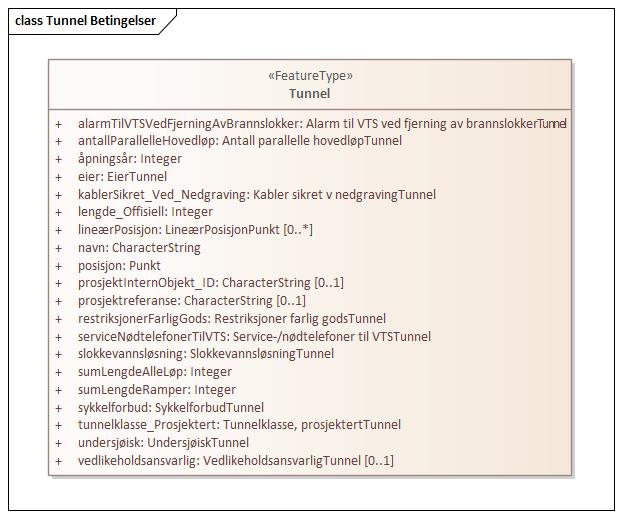 class Tunnel Betingelser
«FeatureType»
Tunnel
+ alarmTilVTSVedFjerningAvBrannslokker: Alarm til VTS ved fjerning av brannslokkerTunnel
+ antallParallelleHovedløp: Antall parallelle hovedløpTunnel
+ åpningsår: Integer
+ eier: EierTunnel
+ kablerSikret_Ved_Nedgraving: Kabler sikret v nedgravingTunnel
+ lengde_Offisiell: Integer
+ lineærPosisjon: LineærPosisjonPunkt [0..*]
+ navn: CharacterString
+ posisjon: Punkt
+ prosjektInternObjekt_ID: CharacterString [0..1]
+ prosjektreferanse: CharacterString [0..1]
+ restriksjonerFarligGods: Restriksjoner farlig godsTunnel
+ serviceNødtelefonerTilVTS: Service-/nødtelefoner til VTSTunnel
+ slokkevannsløsning: SlokkevannsløsningTunnel
+ sumLengdeAlleLøp: Integer
+ sumLengdeRamper: Integer
+ sykkelforbud: SykkelforbudTunnel
+ tunnelklasse_Prosjektert: Tunnelklasse, prosjektertTunnel
+ undersjøisk: UndersjøiskTunnel
+ vedlikeholdsansvarlig: VedlikeholdsansvarligTunnel [0..1]